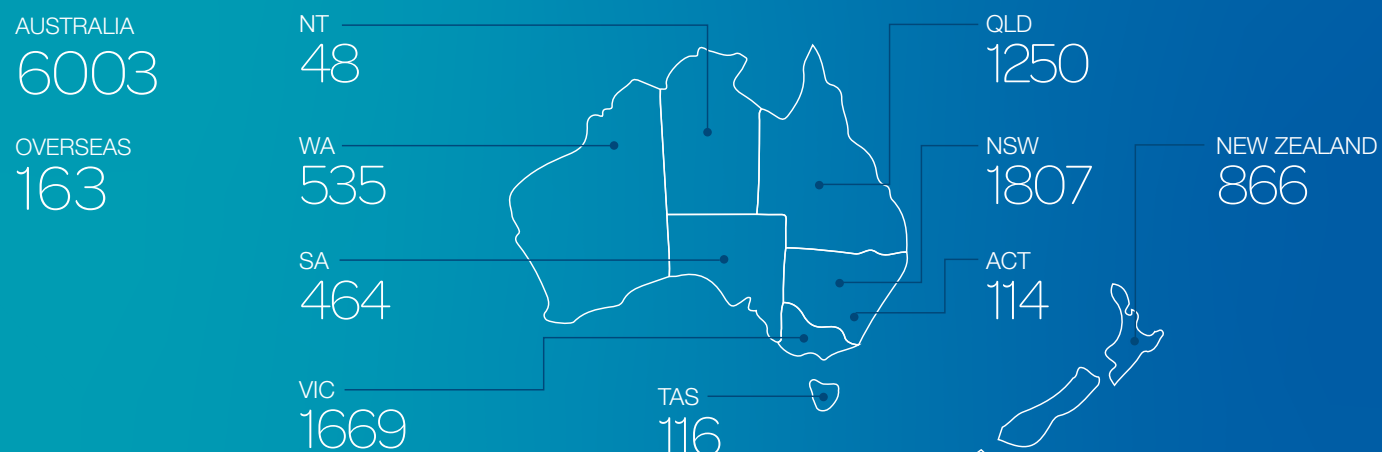 AUSTRALIA
6003
OVERSEAS
163
NT
48
WA
535
SA
464
VIC
1669
TAS
116
QLD
1250
NSW
1807
ACT
114
NEW ZEALAND
866